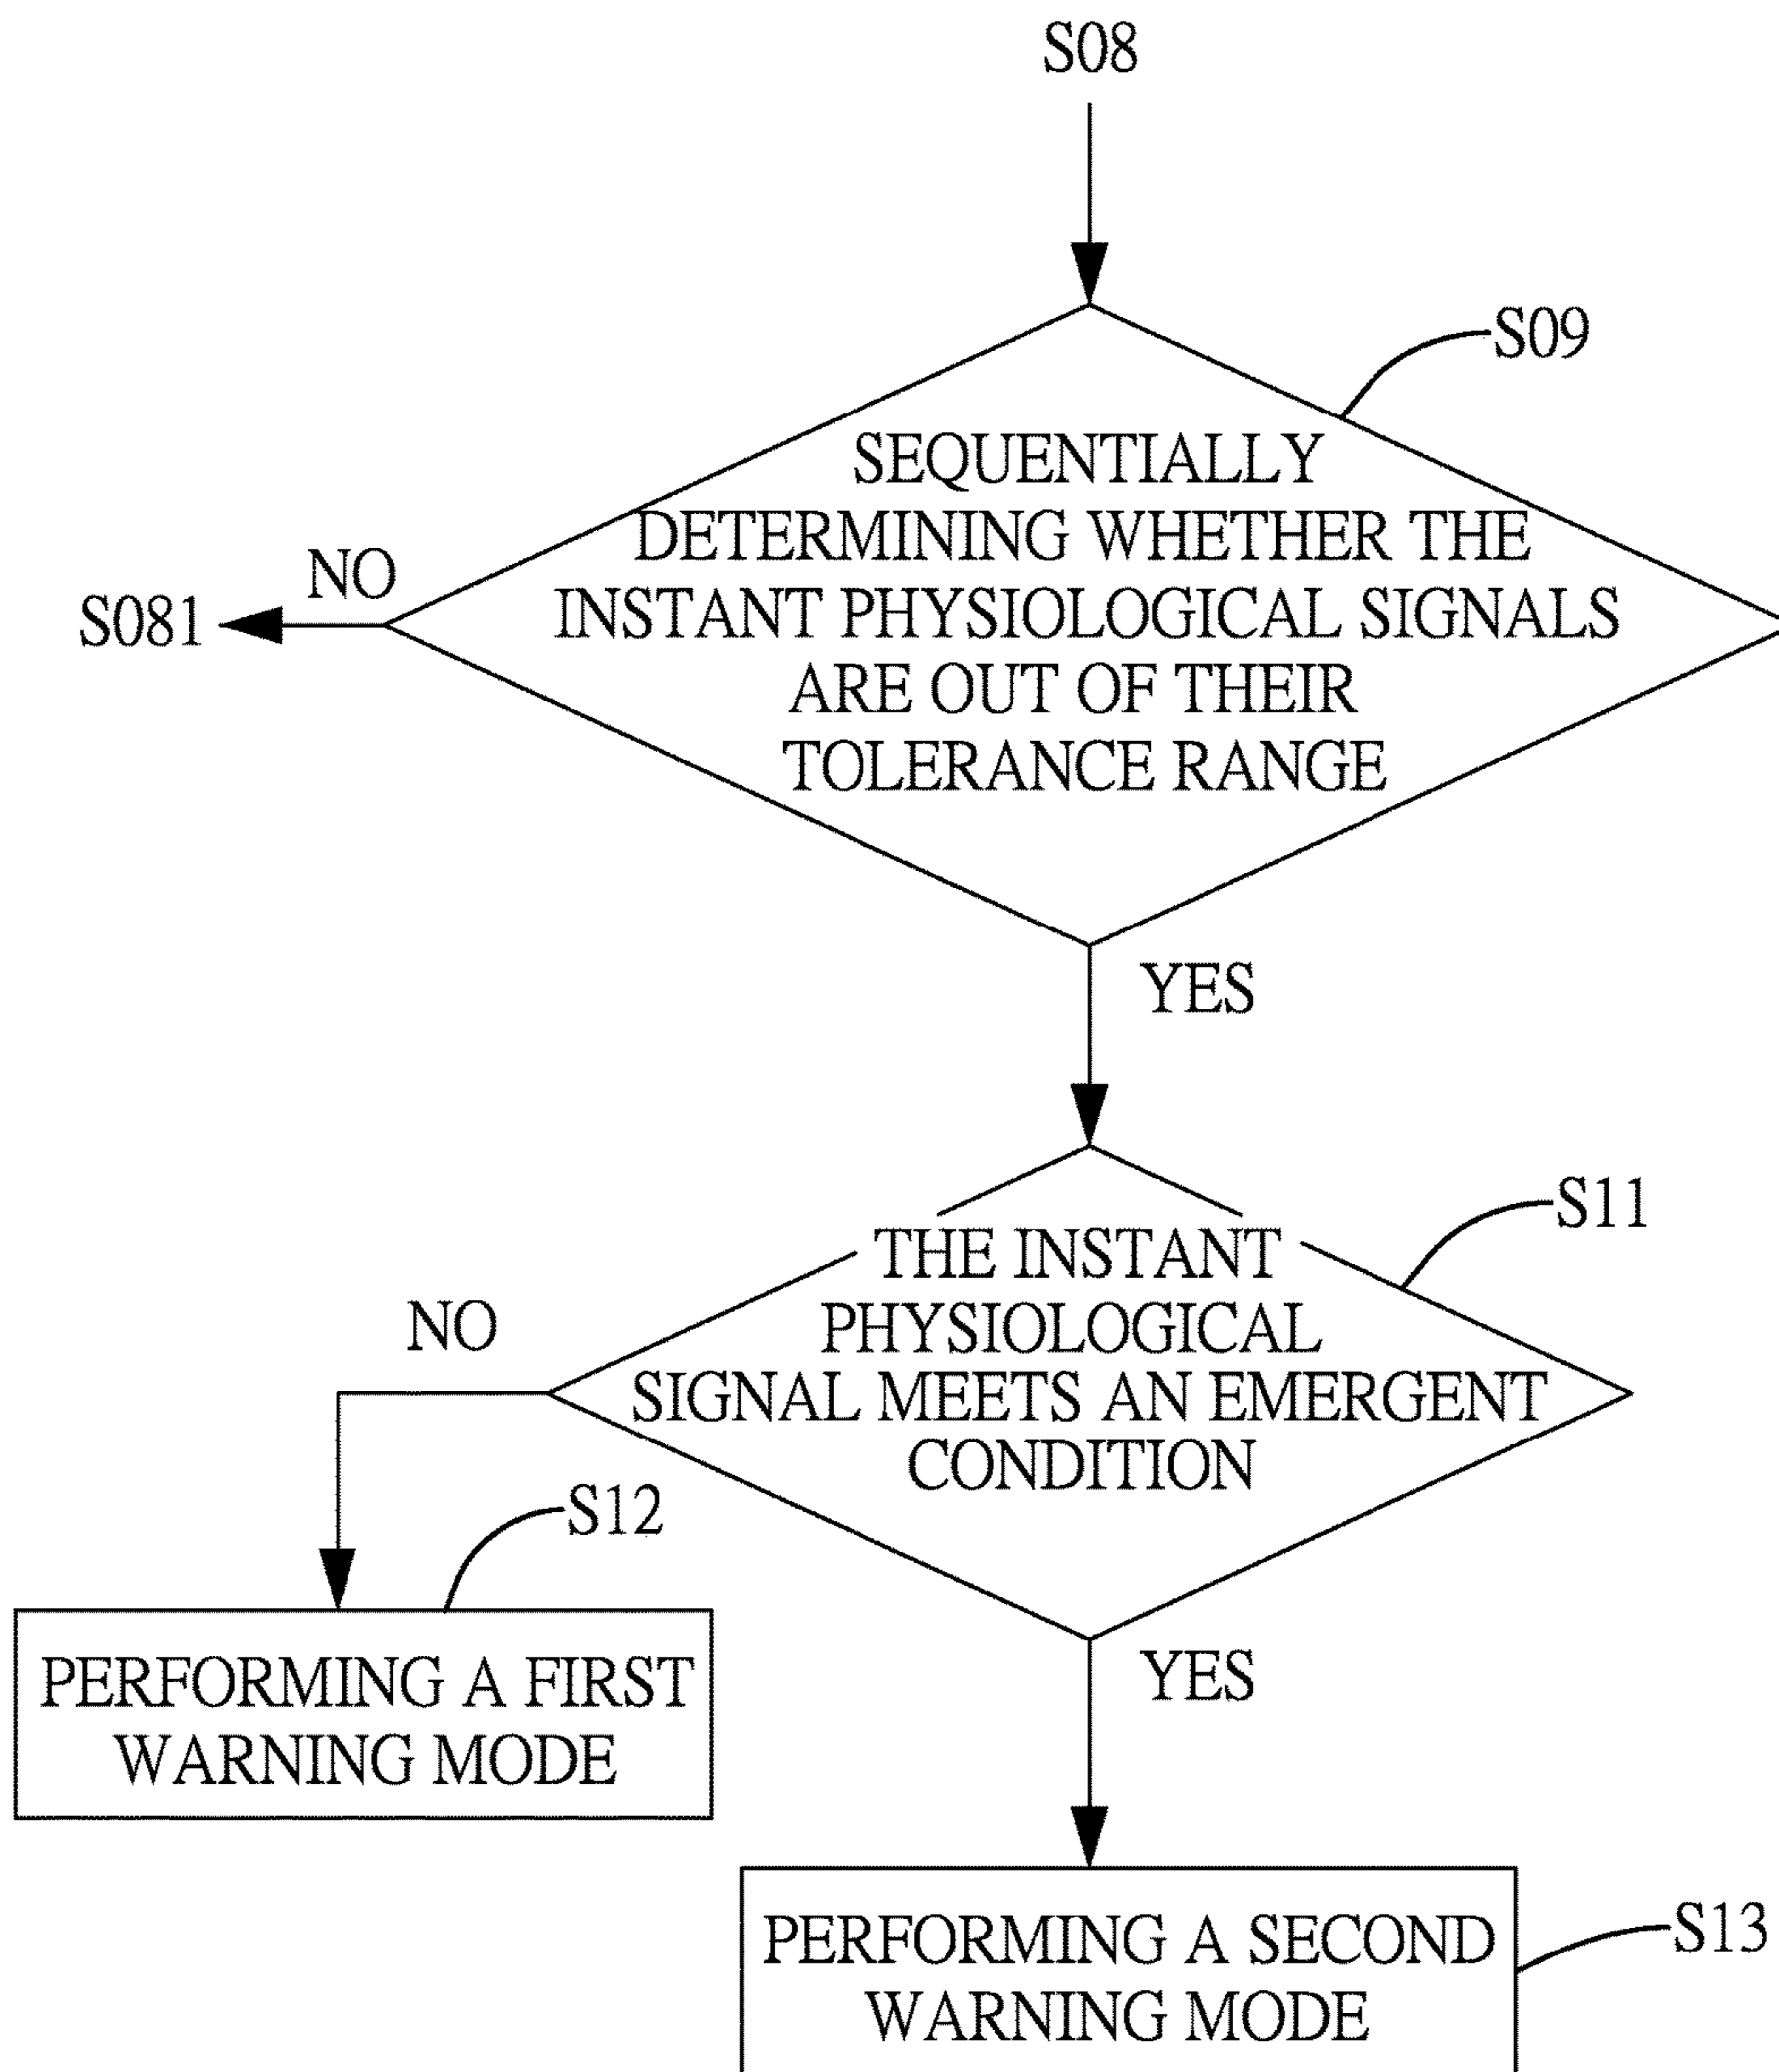 S08
S09
SEQUENTIALLY
DETERMINING WHETHER THE
INSTANT PHYSIOLOGICAL SIGNALS
ARE OUT OF THEIR
TOLERANCE RANGE
NO
S081
YES
S11
THE INSTANT
PHYSIOLOGICAL
SIGNAL MEETS AN EMERGENT
CONDITION
NO
S12
PERFORMING A FIRST
WARNING MODE
YES
PERFORMING A SECOND
WARNING MODE
S13